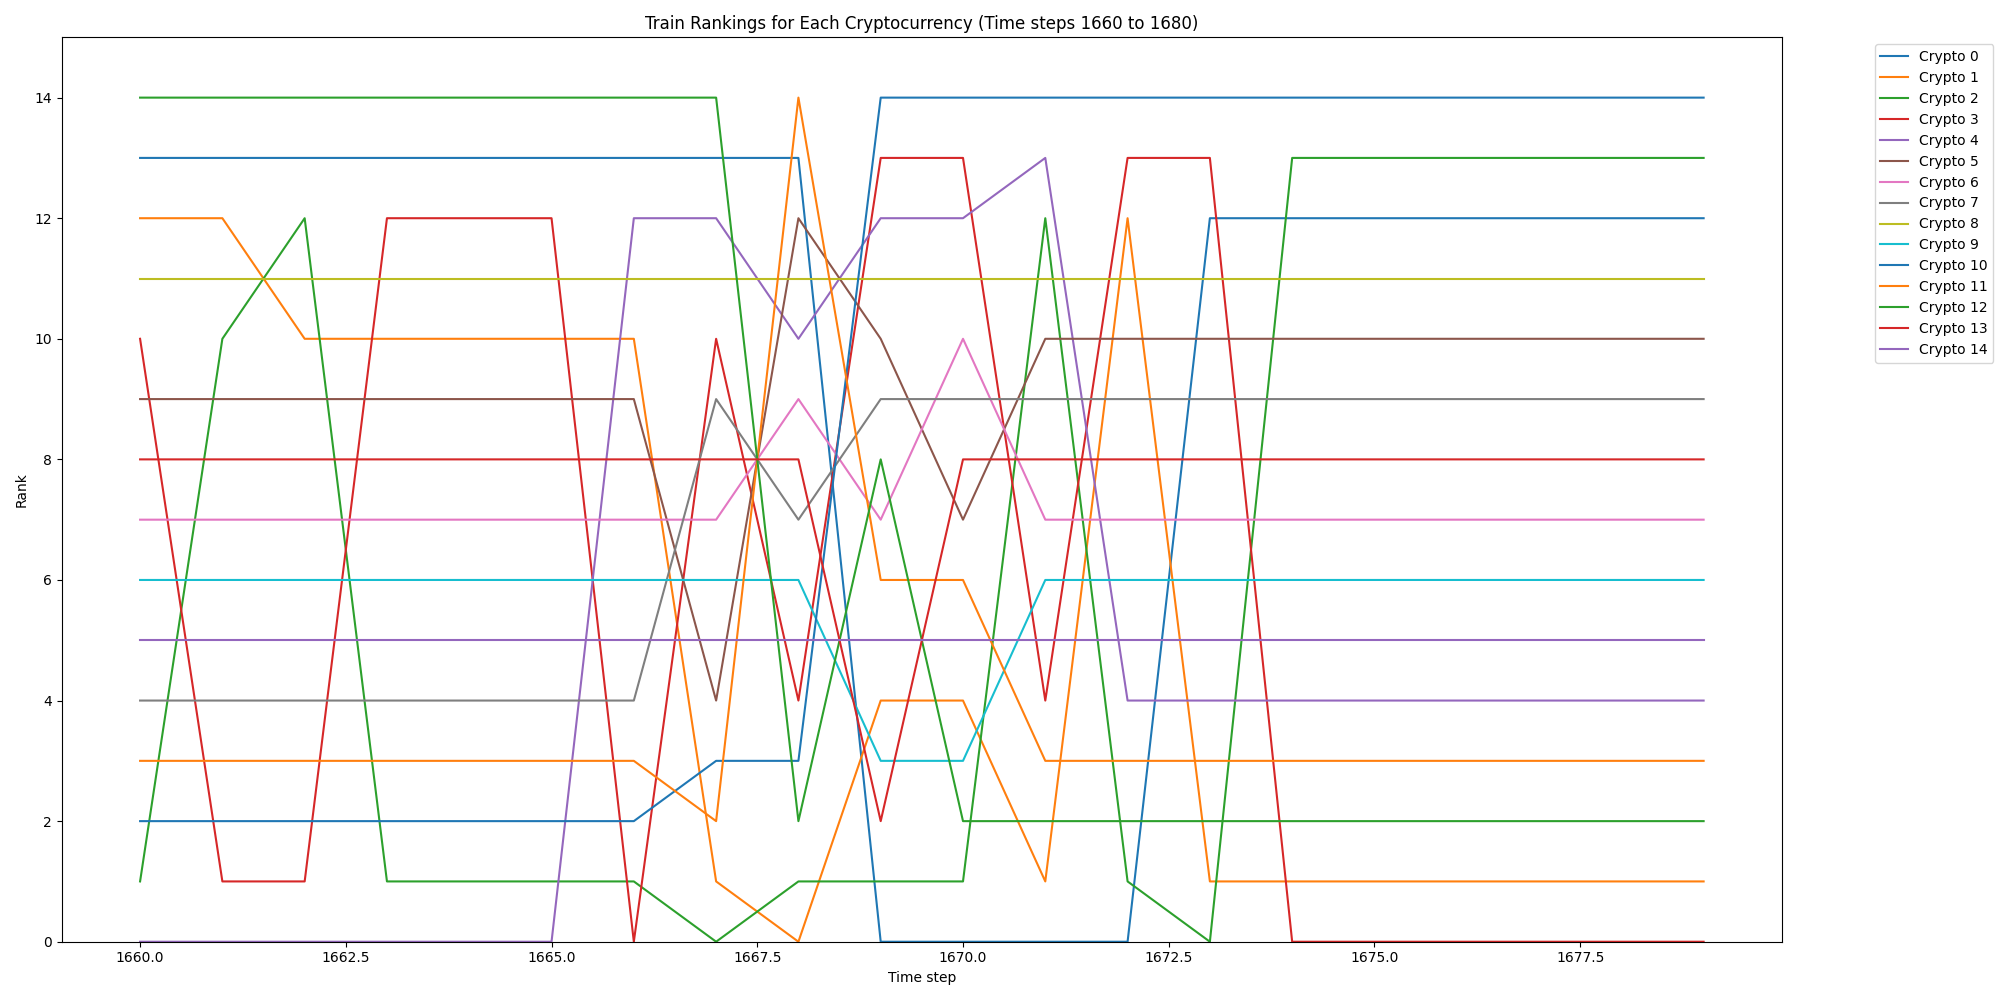 Train Rankings for Each Cryptocurrency (Time steps 1660 to 1680)
Rank
14
12
10
8
6
4
2
0
1660.0
1662.5
1665.0
1667.5
1670.0
1672.5
1675.0
1677.5
Time step
Crypto 0
Crypto 1
Crypto 2
Crypto 3
Crypto 4
Crypto 5
Crypto 6
Crypto 7
Crypto 8
Crypto 9
Crypto 10
Crypto 11
Crypto 12
Crypto 13
Crypto 14